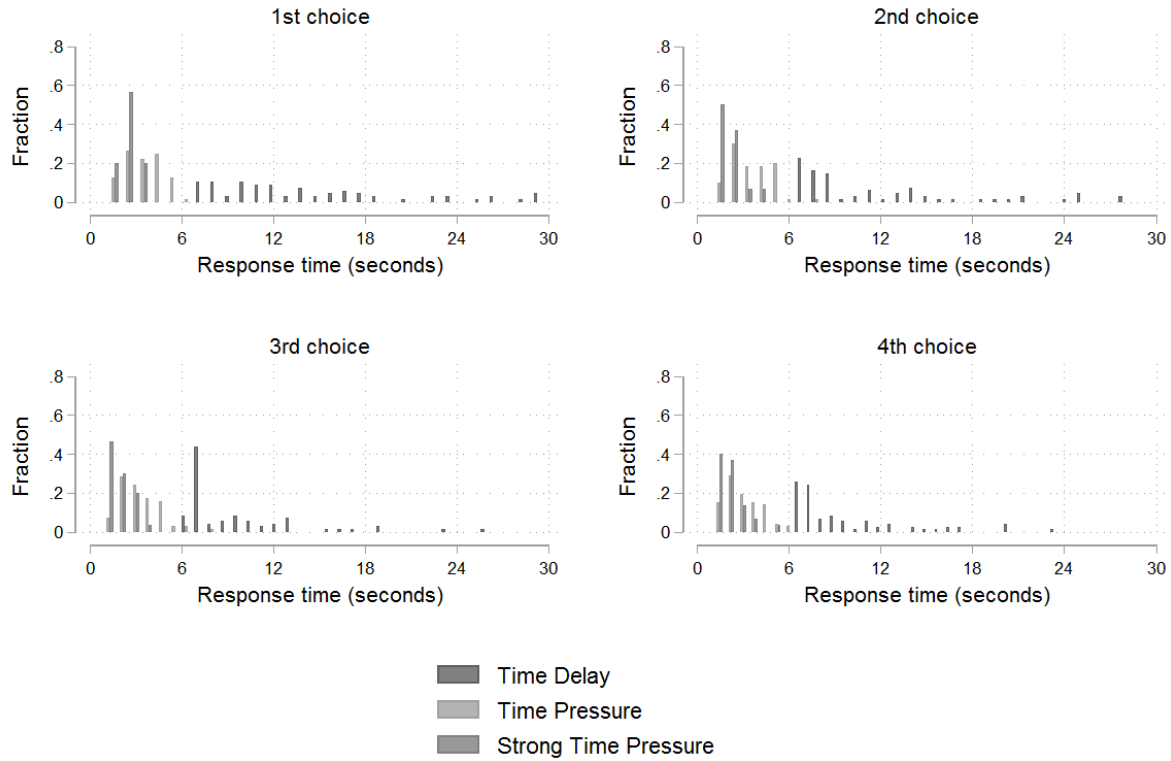 1st choice
.8
.6
.4
.2
0
Fraction
0 6 12 18 24 30
Response time (seconds)
2nd choice
.8
.6
.4
.2
0
Fraction
0 6 12 18 24 30
Response time (seconds)
3rd choice
.8
.6
.4
.2
0
Fraction
0 6 12 18 24 30
Response time (seconds)
4th choice
.8
.6
.4
.2
0
Fraction
0 6 12 18 24 30
Response time (seconds)
Time Delay
Time Pressure
Strong Time Pressure